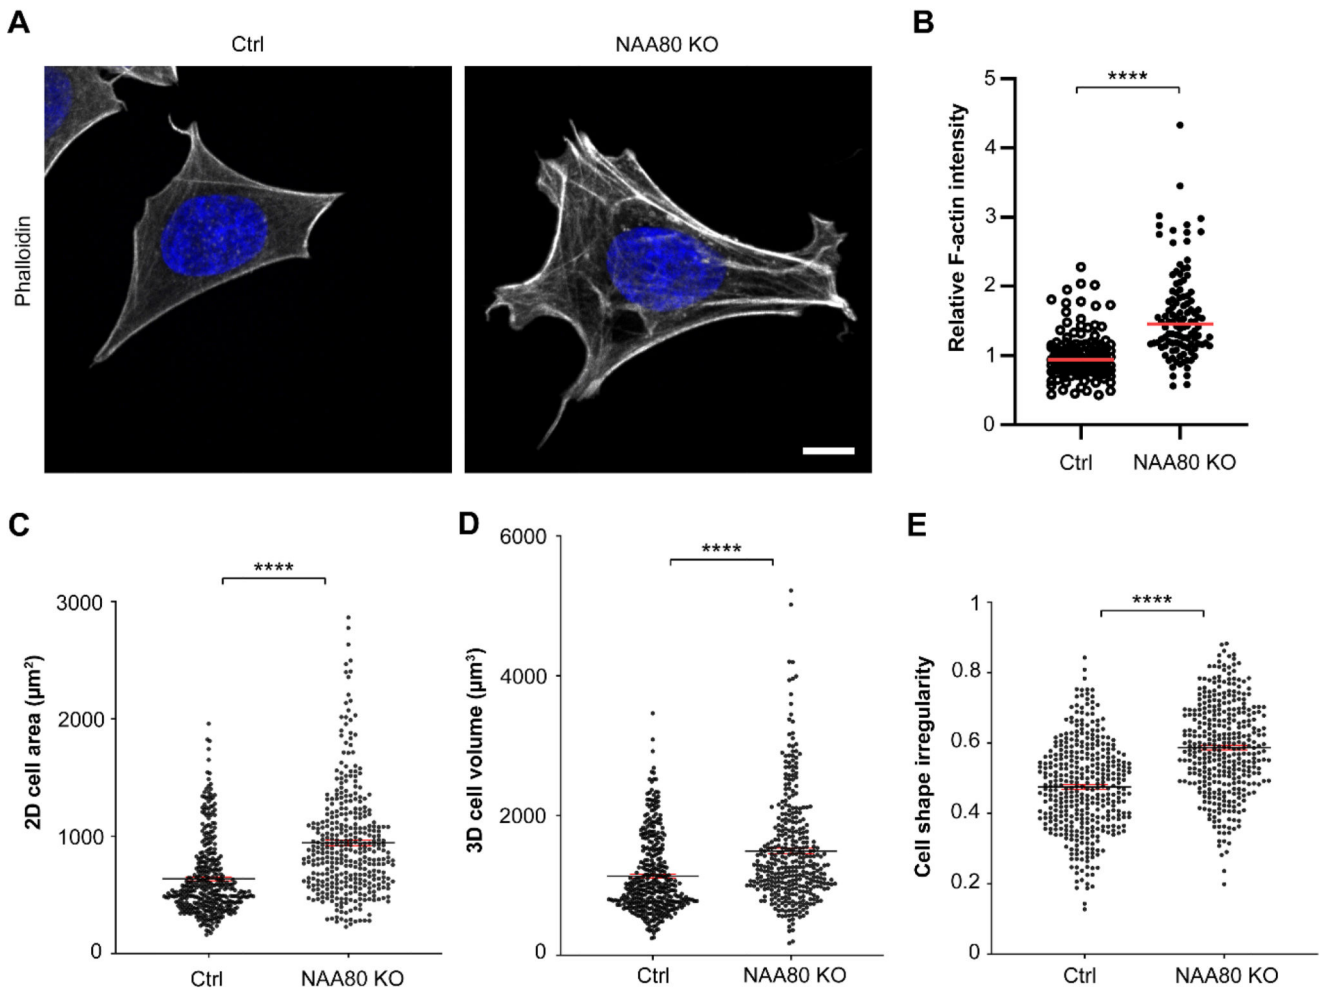 A
Ctrl
NAA80 KO
Phalloidin
B
Relative F-actin intensity
5
4
3
2
1
0
****
Ctrl
NAA80 KO
C
2D cell area (µm²)
3000
2000
1000
0
****
Ctrl
NAA80 KO
D
3D cell volume (µm³)
6000
4000
2000
0
****
Ctrl
NAA80 KO
E
Cell shape irregularity
1
0.8
0.6
0.4
0.2
0
****
Ctrl
NAA80 KO